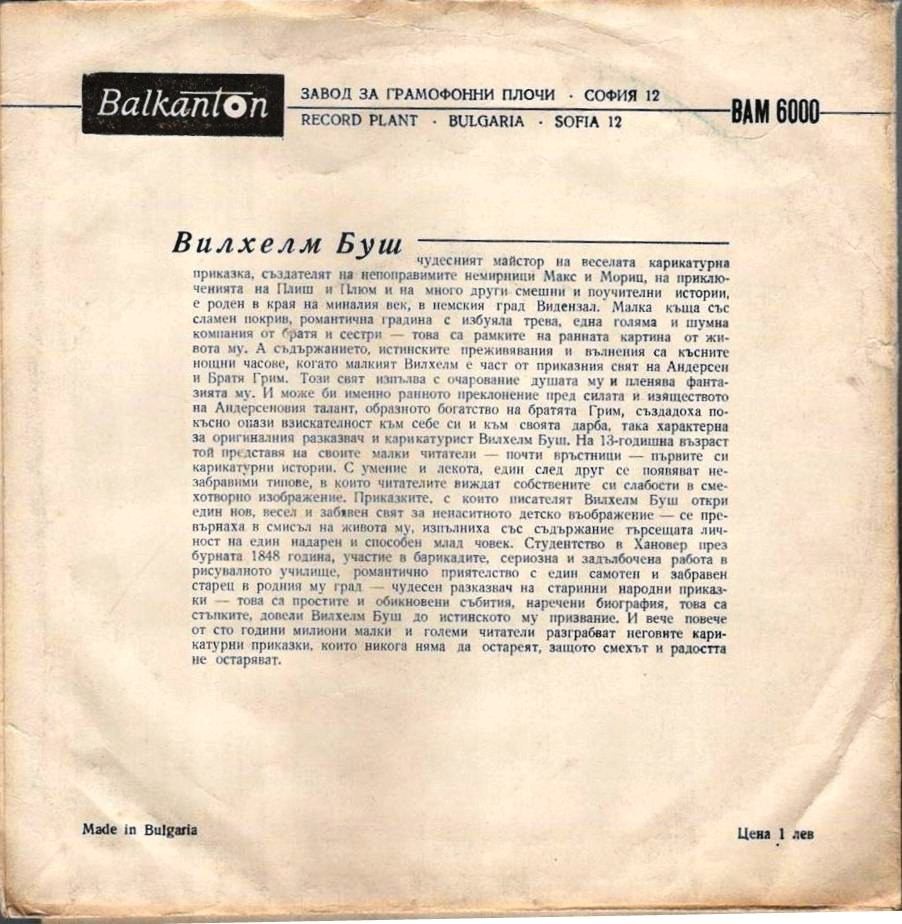 Balkanton
ЗАВОД ЗА ГРАМОФОННИ ПЛОЧИ · СОФИЯ 12
RECORD PLANT · BULGARIA · SOFIA 12
ВАМ 6000
Вилхелм Буш
чудесният майстор на веселата карикатурна
приказка, създателят на непоправимите немирници Макс и Мориц, на приклю-
ченията на Плиш и Плюм и на много други смешни и поучителни истории,
е роден в края на миналия век, в немския град Видензал. Малка къща със
сламен покрив, романтична градина с избуяла трева, една голяма и шумна
компания от братя и сестри — това са рамките на ранната картина от жи-
вота му. А съдържанието, истинските преживявания и вълнения са късните
нощни часове, когато малкият Вилхелм е част от приказния свят на Андерсен
и Братя Грим. Този свят изпълва с очарование душата му и пленява фанта-
зията му. И може би именно ранното преклонение пред силата и изяществото
на Андерсеновия талант, образното богатство на братята Грим, създадоха по-
късно онази взискателност към себе си и към своята дарба, така характерна
за оригиналния разказвач и карикатурист Вилхелм Буш. На 13-годишна възраст
той представя на своите малки читатели — почти връстници — първите си
карикатурни истории. С умение и лекота, един след друг се появяват не-
забравими типове, в които читателите виждат собствените си слабости в сме-
хотворно изображение. Приказките, с които писателят Вилхелм Буш откри
един нов, весел и забавен свят за ненаситното детско въображение — се пре-
върнаха в смисъл на живота му, изпълниха със съдържание търсещата лич-
ност на един надарен и способен млад човек. Студентство в Хановер през
бурната 1848 година, участие в барикадите, сериозна и задълбочена работа в
рисувалното училище, романтично приятелство с един самотен и забравен
старец в родния му град — чудесен разказвач на старинни народни приказ-
ки — това са простите и обикновени събития, наречени биография, това са
стъпките, довели Вилхелм Буш до истинското му призвание. И вече повече
от сто години милиони малки и големи читатели разграбват неговите кари-
катурни приказки, които никога няма да остареят, защото смехът и радостта
не остаряват.
Made in Bulgaria
Цена 1 лев